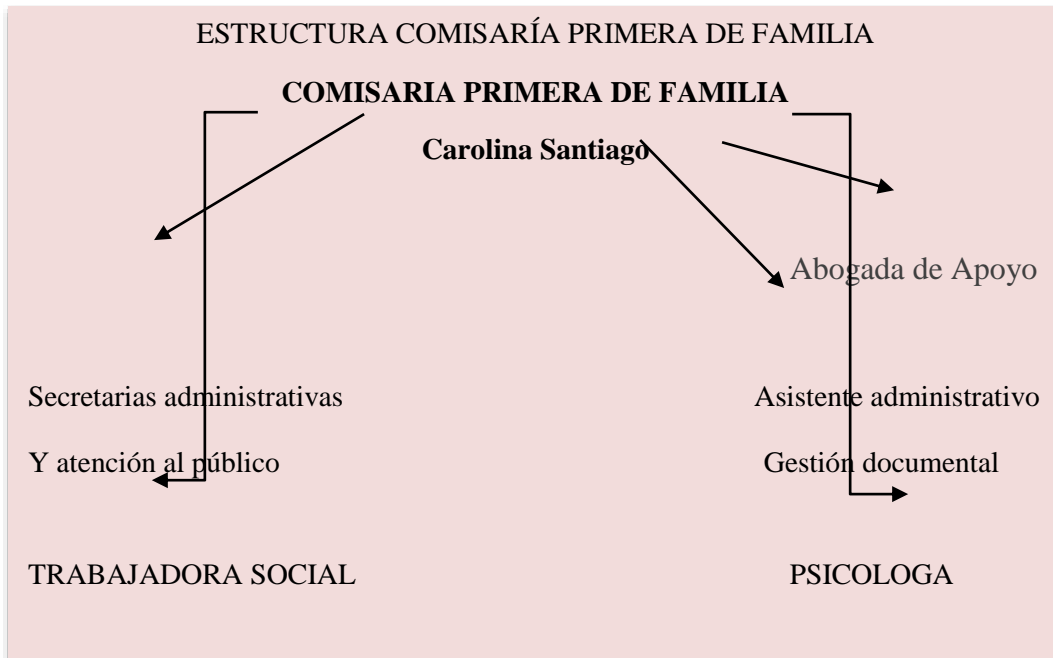 ESTRUCTURA COMISARÍA PRIMERA DE FAMILIA
COMISARIA PRIMERA DE FAMILIA
Carolina Santiago
Abogada de Apoyo
Secretarias administrativas
Asistente administrativo
Y atención al público
Gestión documental
TRABAJADORA SOCIAL
PSICOLOGA